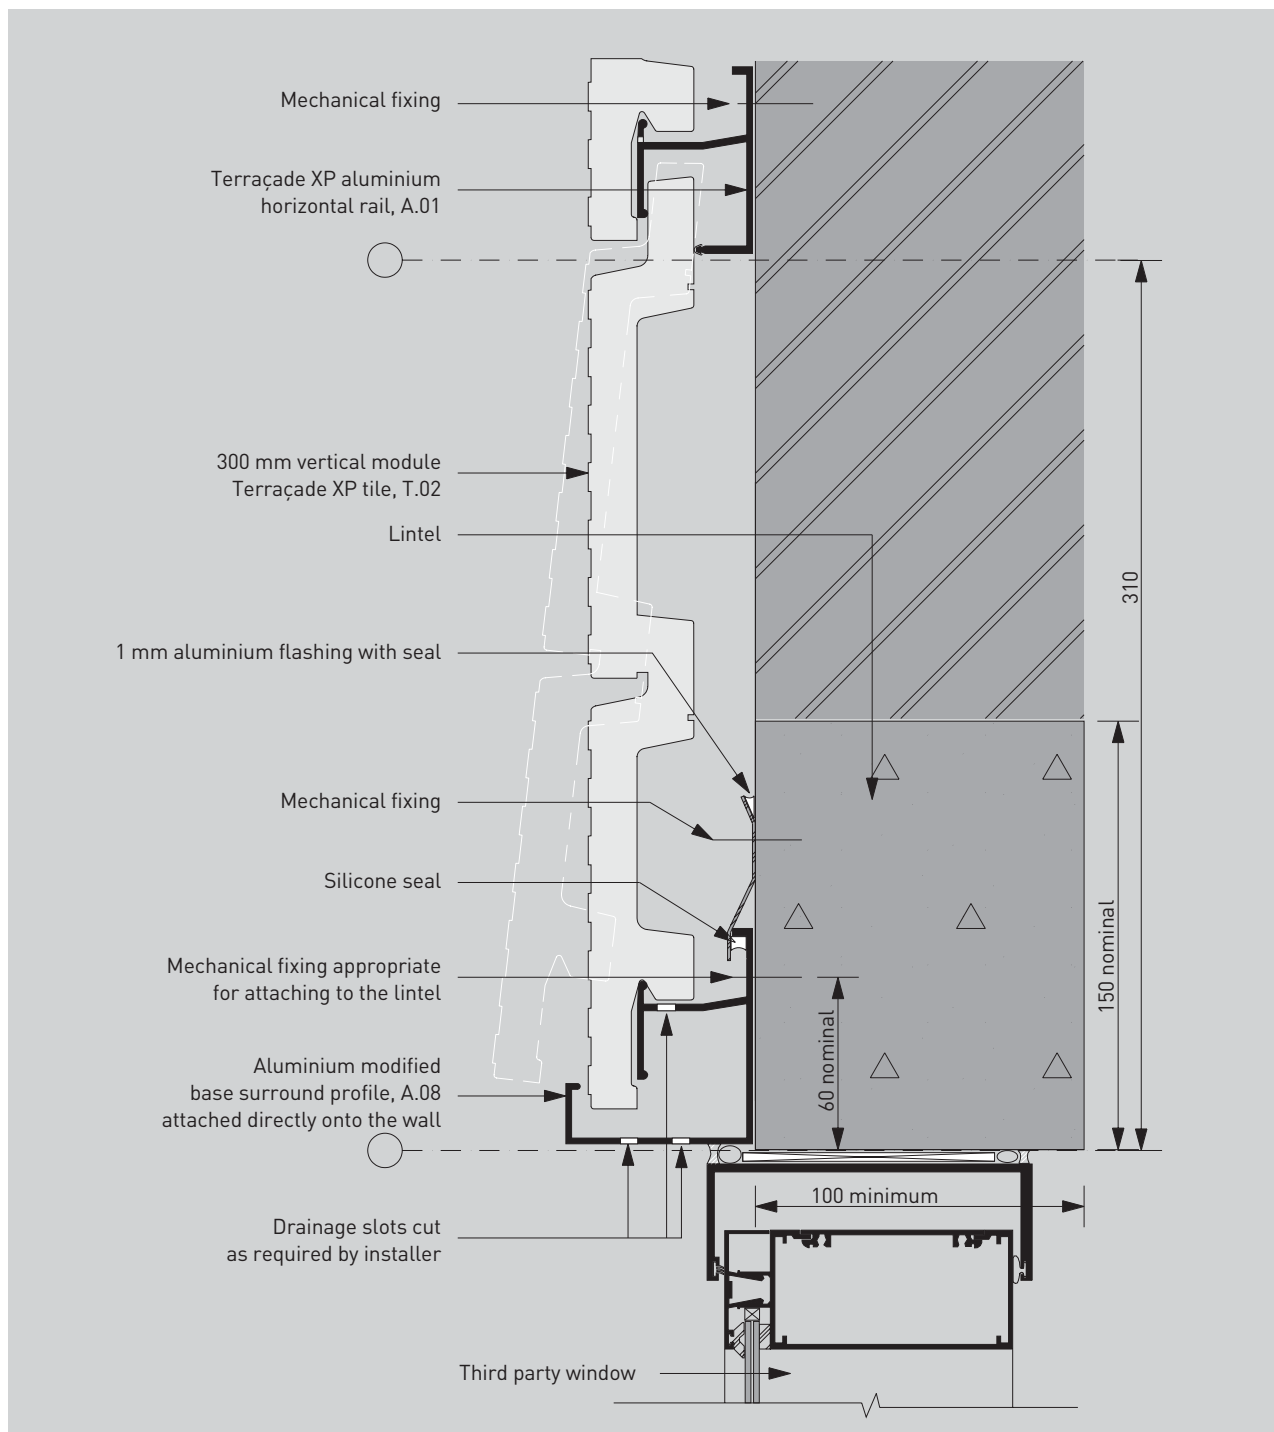 Mechanical fixing
Terraçade XP aluminium
horizontal rail, A.01
300 mm vertical module
Terraçade XP tile, T.02
Lintel
310
1 mm aluminium flashing with seal
Mechanical fixing
Silicone seal
150 nominal
Mechanical fixing appropriate
for attaching to the lintel
60 nominal
Aluminium modified
base surround profile, A.08
attached directly onto the wall
100 minimum
Drainage slots cut
as required by installer
Third party window